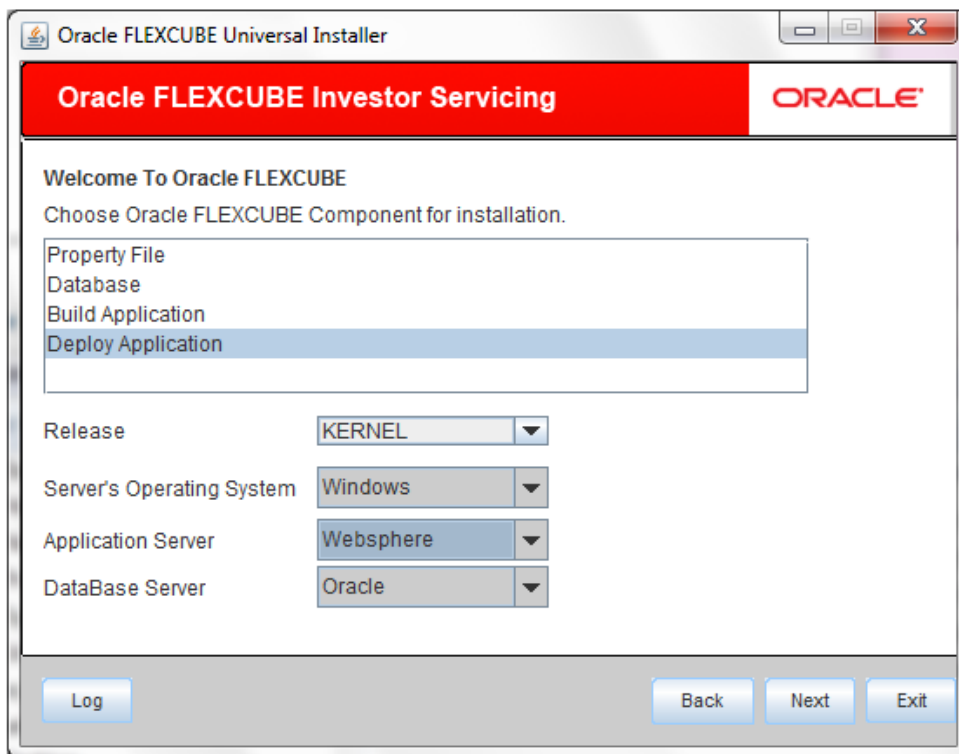 Oracle FLEXCUBE Universal Installer
Oracle FLEXCUBE Investor Servicing
ORACLE
Welcome To Oracle FLEXCUBE
Choose Oracle FLEXCUBE Component for installation.
Property File
Database
Build Application
Deploy Application
Release KERNEL
Server's Operating System Windows
Application Server Websphere
DataBase Server Oracle
Log Back Next Exit